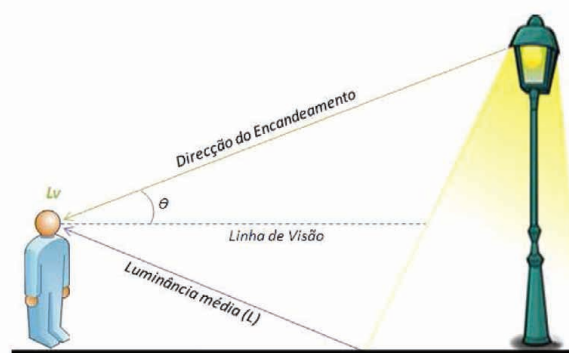 Direcção do Encandeamento
Lv
θ
Linha de Visão
Luminância média (L)